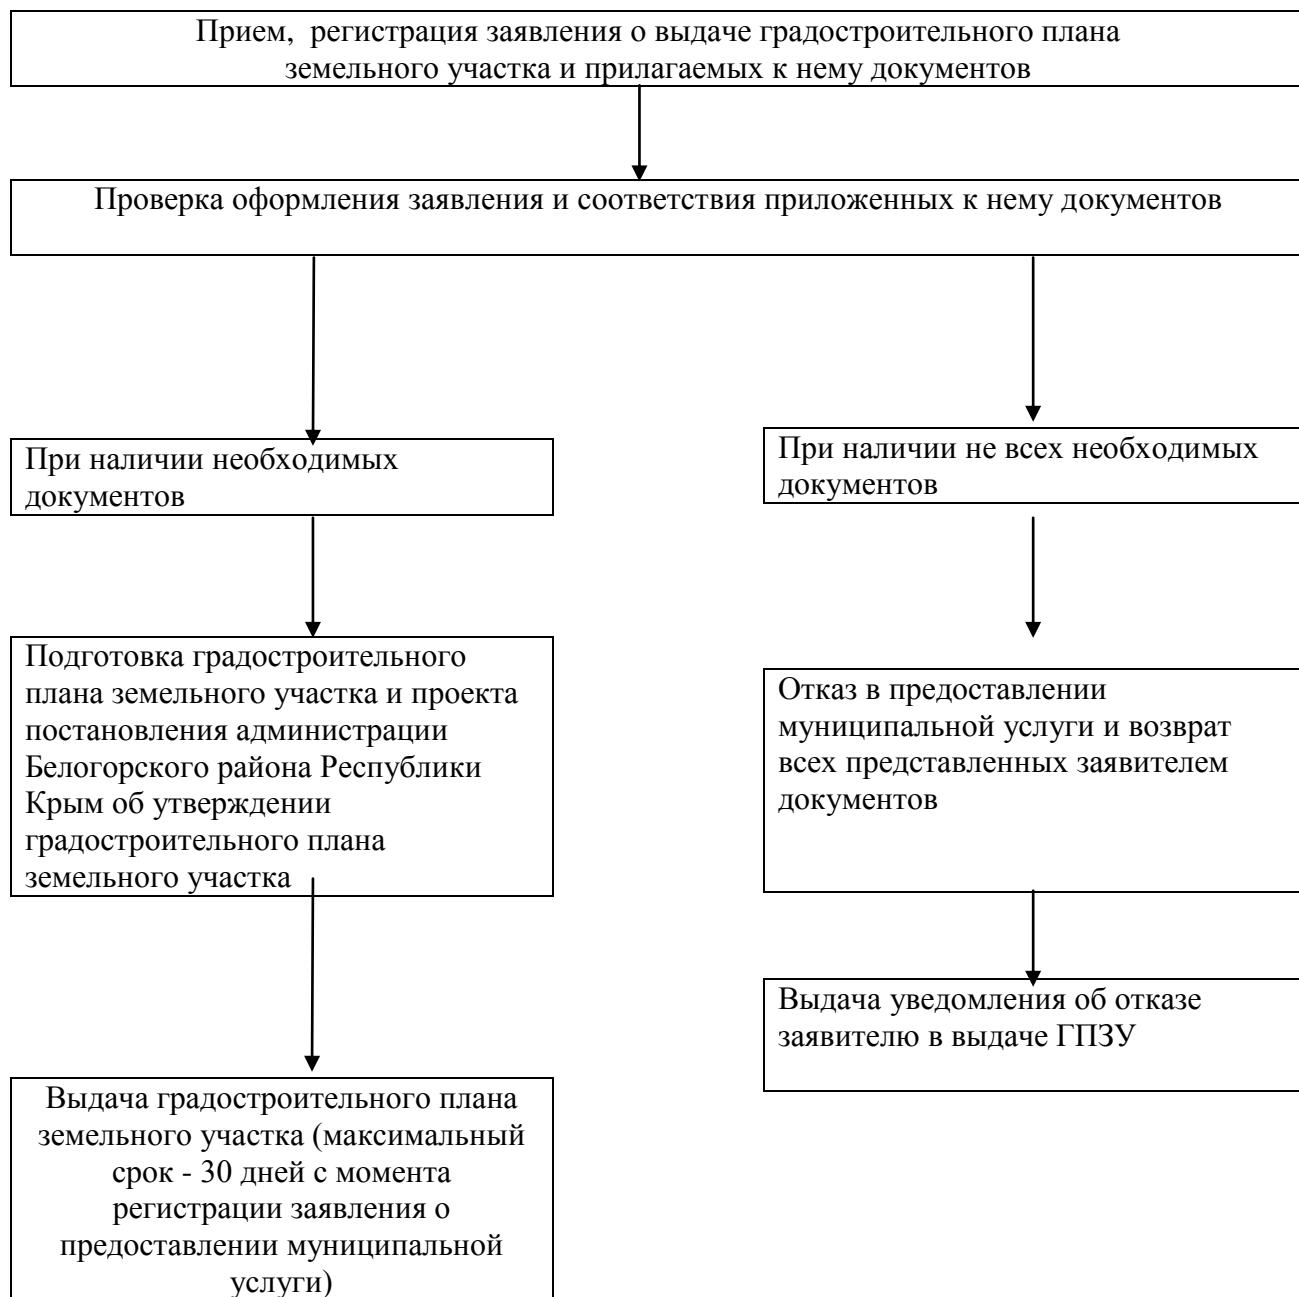 Прием,  регистрация заявления о выдаче градостроительного плана
земельного участка и прилагаемых к нему документов
Проверка оформления заявления и соответствия приложенных к нему документов
При наличии необходимых
документов
При наличии не всех необходимых
документов
Подготовка градостроительного
плана земельного участка и проекта
постановления администрации
Белогорского района Республики
Крым об утверждении
градостроительного плана
земельного участка
Отказ в предоставлении
муниципальной услуги и возврат
всех представленных заявителем
документов
Выдача уведомления об отказе
заявителю в выдаче ГПЗУ
Выдача градостроительного плана
земельного участка (максимальный
срок - 30 дней с момента
регистрации заявления о
предоставлении муниципальной
услуги)